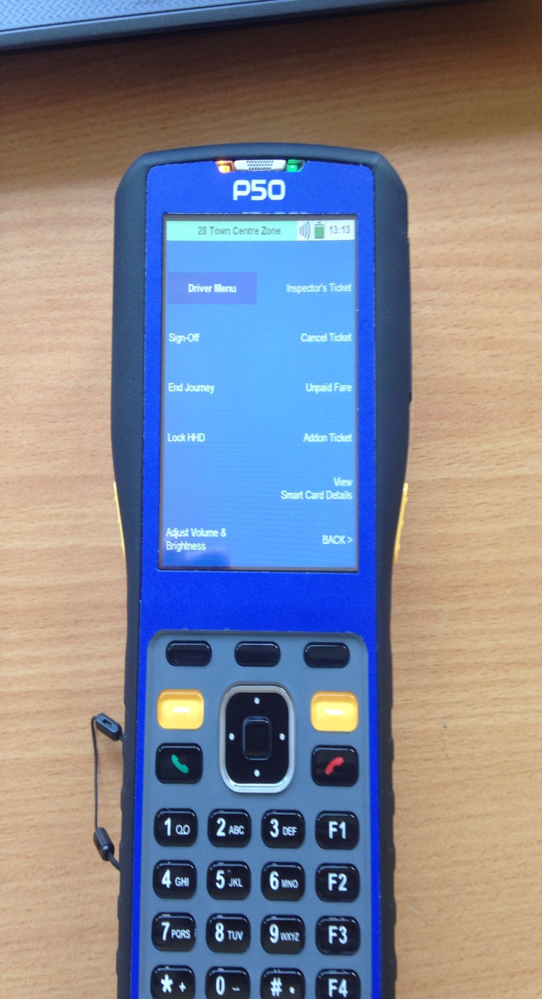 P50
28 Town Centre Zone 13:13
Driver Menu Inspector's Ticket
Sign-Off Cancel Ticket
End Journey Unpaid Fare
Lock HHD Addon Ticket
View
Smart Card Details
Adjust Volume &
Brightness
BACK >
1 2 ABC 3 DEF F1
4 GHI 5 JKL 6 MNO F2
7 PQRS 8 TUV 9 WXYZ F3
* + 0 # F4